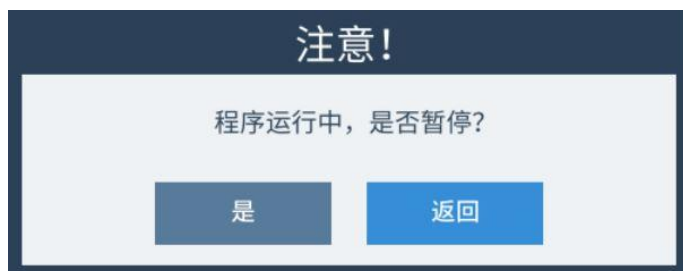 注意！
程序运行中，是否暂停？
是
返回